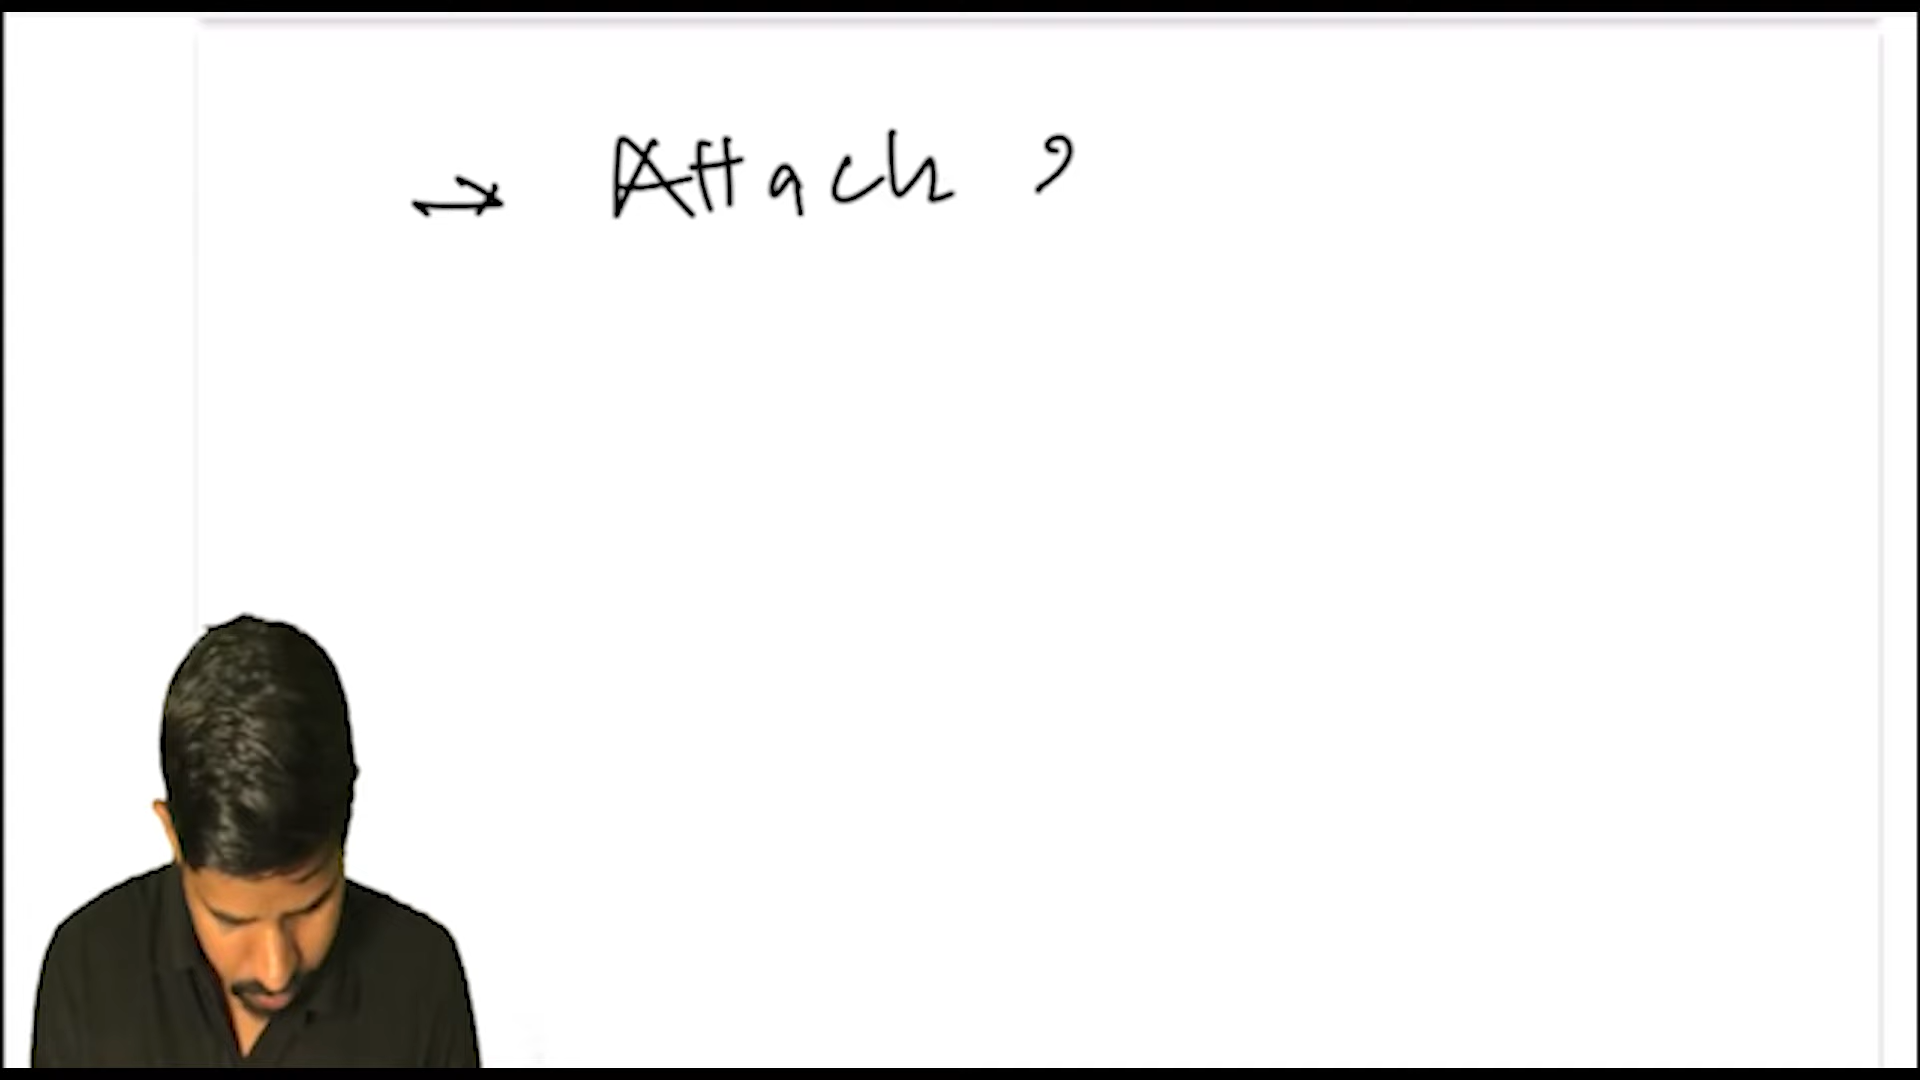 → Attach ?